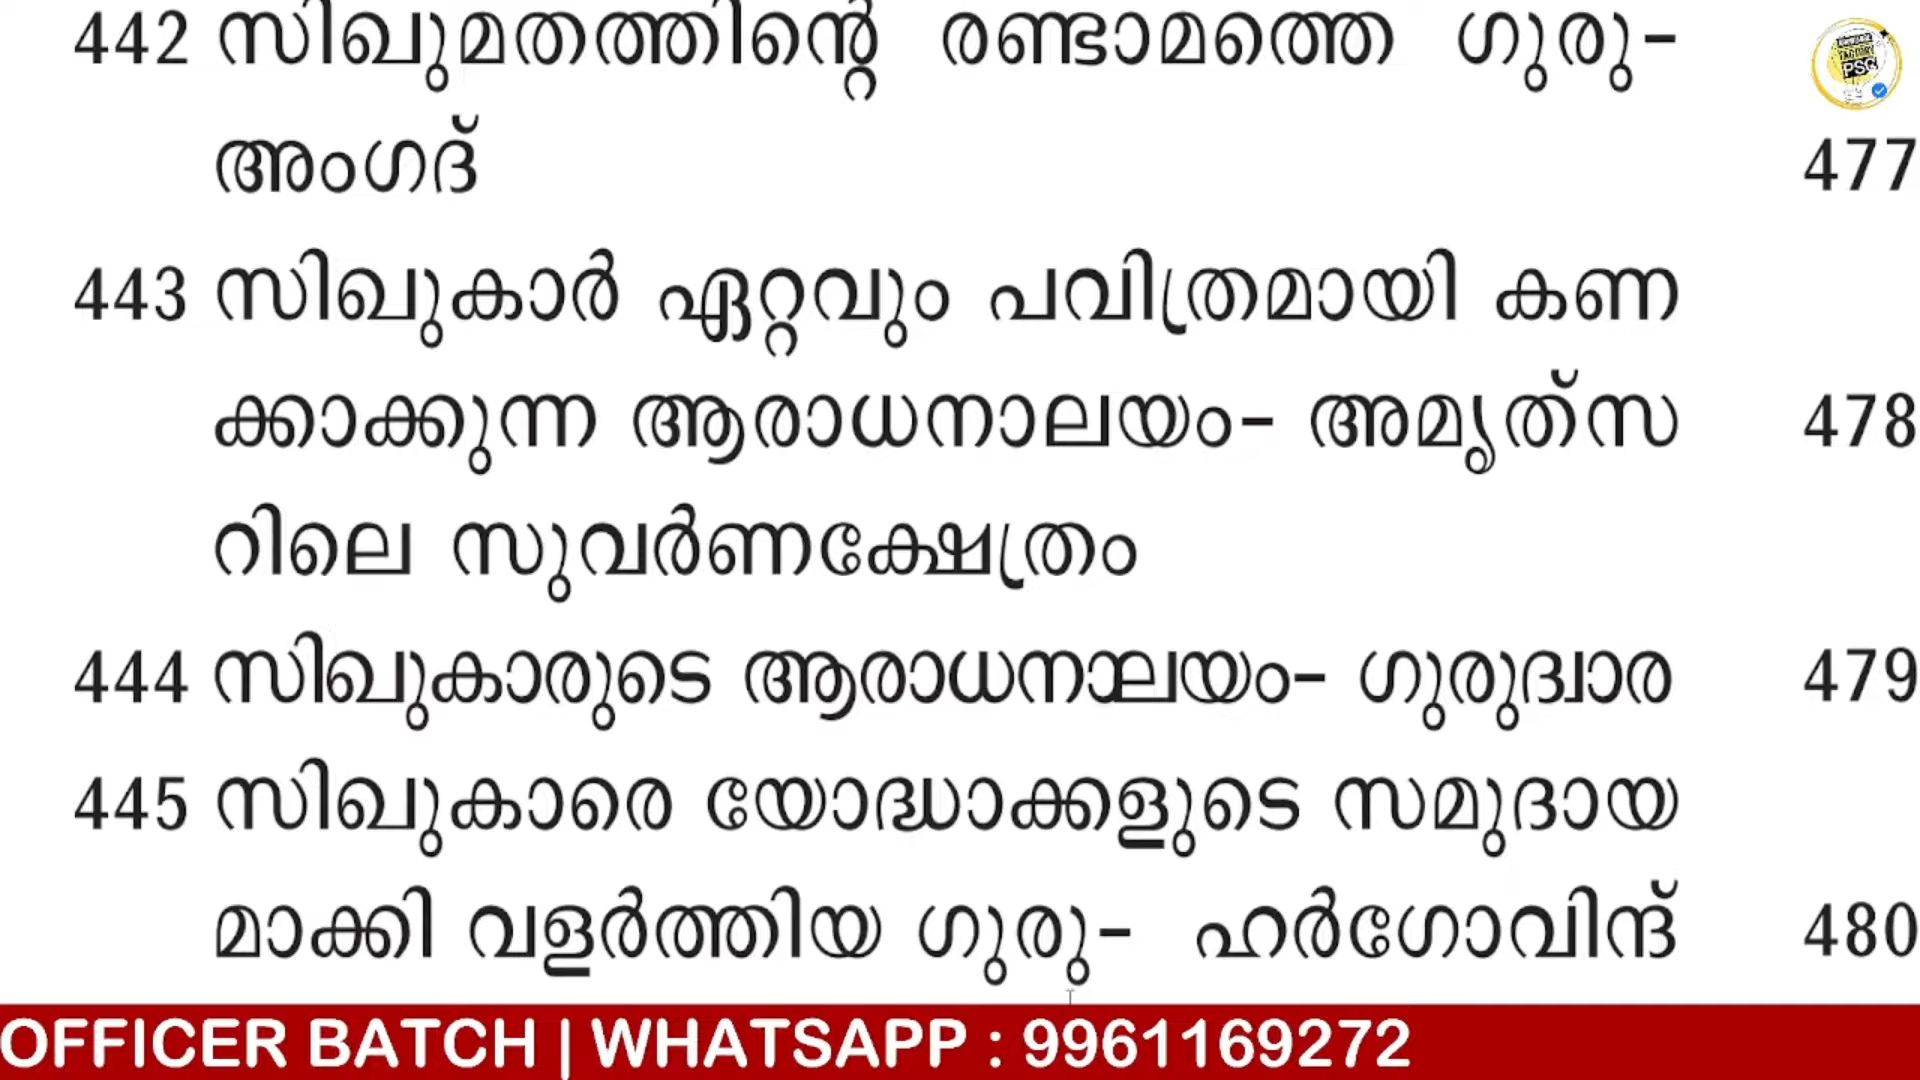 442 സിഖുമതത്തിന്റെ രണ്ടാമത്തെ ഗുരു-
അംഗദ് 477
443 സിഖുകാർ ഏറ്റവും പവിത്രമായി കണ
ക്കാക്കുന്ന ആരാധനാലയം- അമൃത്സ 478
റിലെ സുവർണക്ഷേത്രം
444 സിഖുകാരുടെ ആരാധനാലയം- ഗുരുദ്വാര 479
445 സിഖുകാരെ യോദ്ധാക്കളുടെ സമുദായ
മാക്കി വളർത്തിയ ഗുരു- ഹർഗോവിന്ദ് 480
PSC
OFFICER BATCH | WHATSAPP : 9961169272